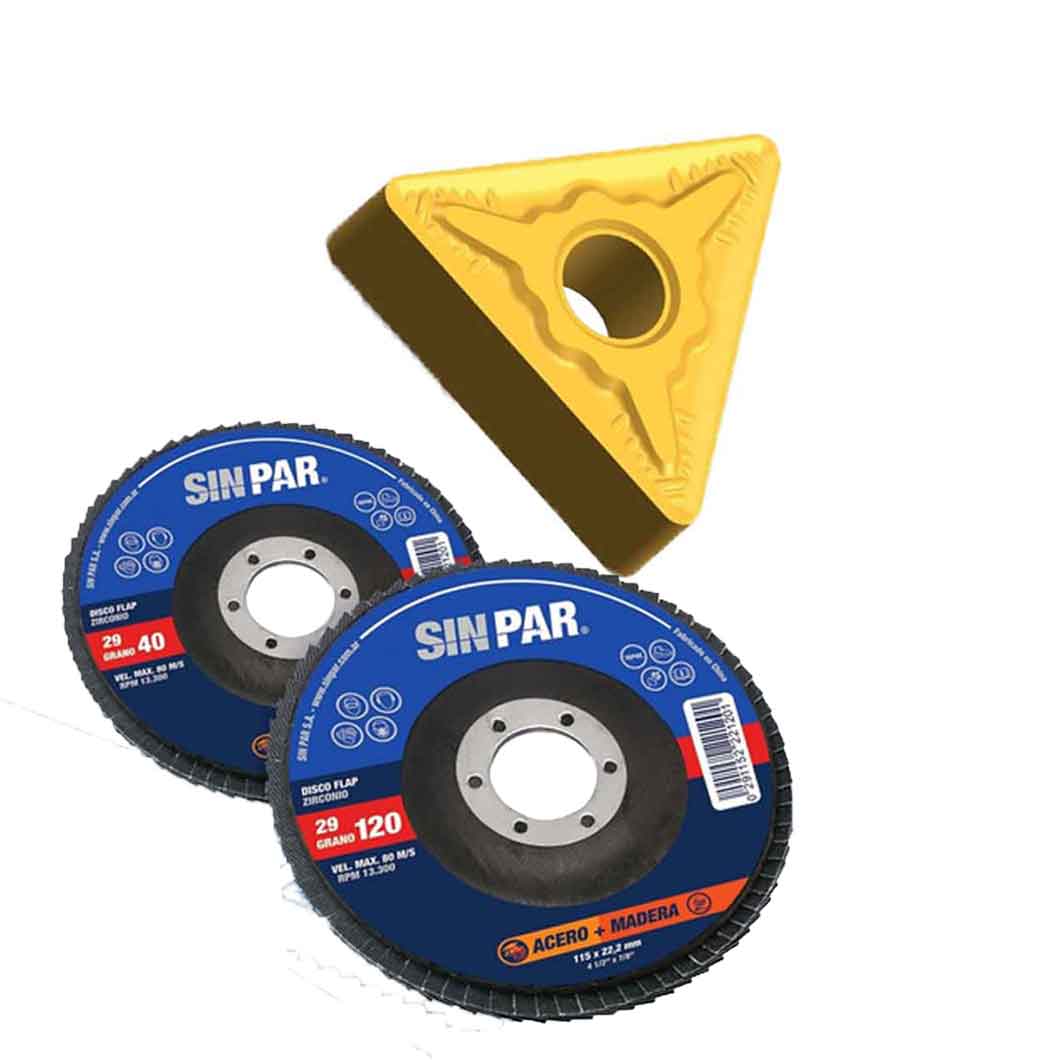 SIN PAR®
Fabricado en China
SIN PAR S.A. - www.sinpar.com.ar
DISCO FLAP
ZIRCONIO
29
GRANO 40
VEL. MAX. 80 M/S
RPM 13.300
SIN PAR®
RPM
Fabricado en China
SIN PAR S.A. - www.sinpar.com.ar
0 291152 221201
DISCO FLAP
ZIRCONIO
29
GRANO 120
VEL. MAX. 80 M/S
RPM 13.300
ACERO + MADERA
115 x 22,2 mm
4 1/2" x 7/8"